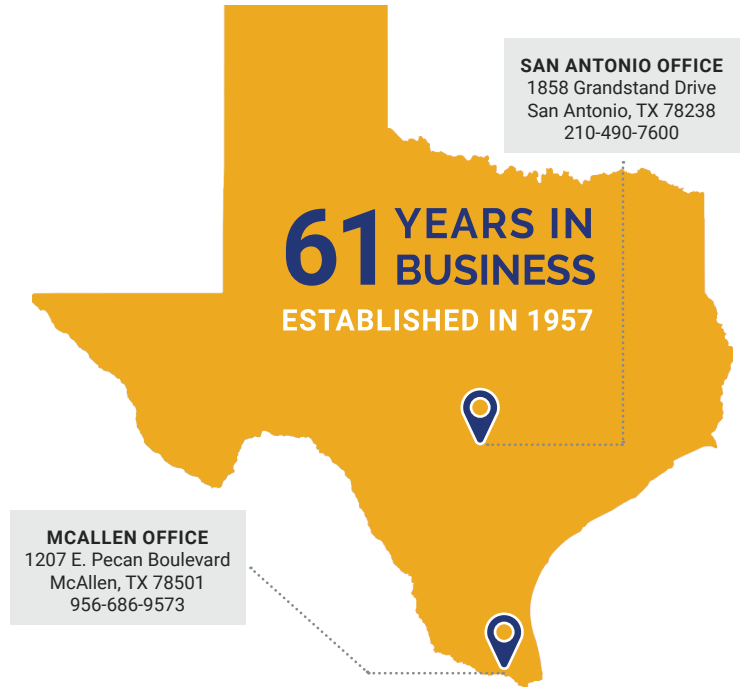 SAN ANTONIO OFFICE
1858 Grandstand Drive
San Antonio, TX 78238
210-490-7600
61 YEARS IN
BUSINESS
ESTABLISHED IN 1957
MCALLEN OFFICE
1207 E. Pecan Boulevard
McAllen, TX 78501
956-686-9573